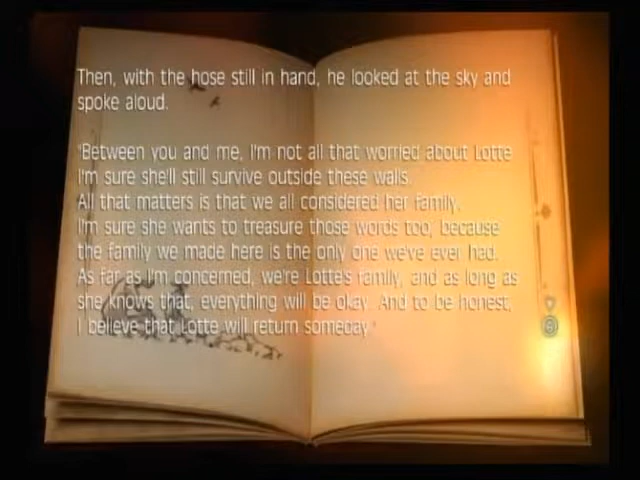 Then, with the hose still in hand, he looked at the sky and
spoke aloud.
'Between you and me, I'm not all that worried about Lotte
I'm sure she'll still survive outside these walls.
All that matters is that we all considered her family.
I'm sure she wants to treasure those words too, because
the family we made here is the only one we've ever had.
As far as I'm concerned, we're Lotte's family, and as long as
she knows that, everything will be okay. And to be honest,
I believe that Lotte will return someday.'